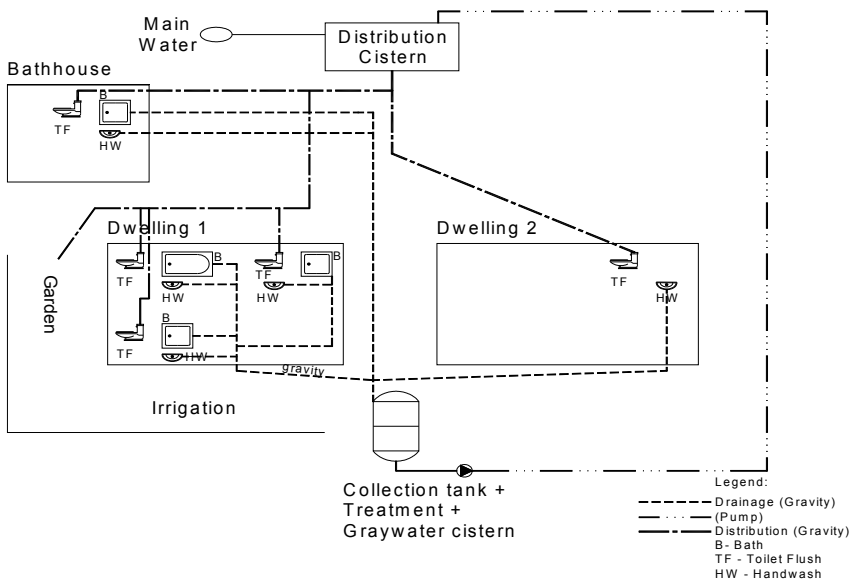 Main
Water
Distribution
Cistern
Bathhouse
B
TF
HW
Dwelling 1
Dwelling 2
B
TF
HW
TF
B
HW
TF
HW
B
TF
HW
Garden
gravity
Irrigation
Collection tank +
Treatment +
Graywater cistern
Legend:
Drainage (Gravity)
(Pump)
Distribution (Gravity)
B- Bath
TF - Toilet Flush
HW - Handwash